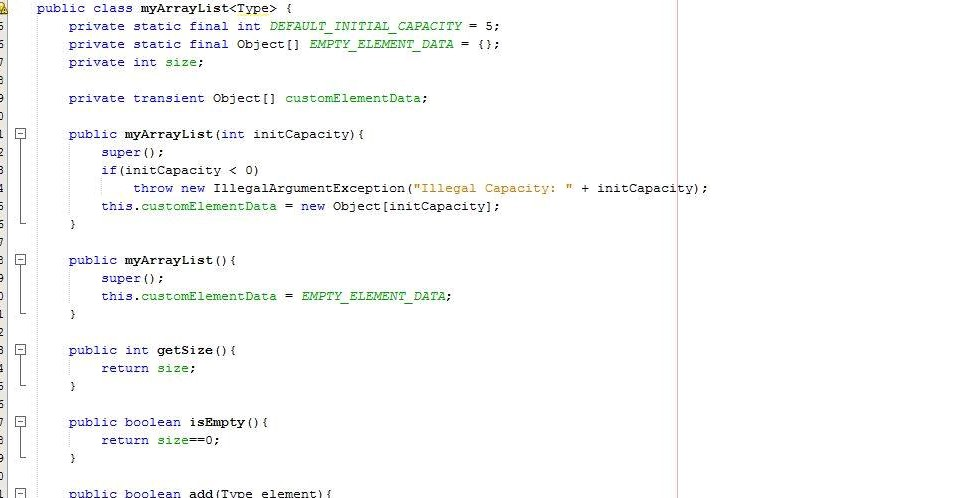 public class myArrayList<Type> {
    private static final int DEFAULT_INITIAL_CAPACITY = 5;
    private static final Object[] EMPTY_ELEMENT_DATA = {};
    private int size;

    private transient Object[] customElementData;

    public myArrayList(int initCapacity){
        super();
        if(initCapacity < 0)
            throw new IllegalArgumentException("Illegal Capacity: " + initCapacity);
        this.customElementData = new Object[initCapacity];
    }

    public myArrayList(){
        super();
        this.customElementData = EMPTY_ELEMENT_DATA;
    }

    public int getSize(){
        return size;
    }

    public boolean isEmpty(){
        return size==0;
    }

    public boolean add(Type element){